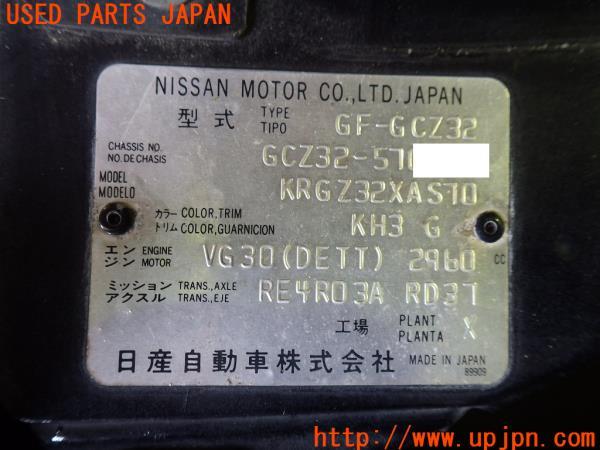 USED PARTS JAPAN
NISSAN MOTOR CO.,LTD. JAPAN
型式 TYPE TIPO GF-GCZ32
CHASSIS NO. NO. DE CHASIS GCZ32-570
MODEL MODELO KRGZ32XAS70
カラー トリム COLOR, TRIM COLOR, GUARNICION KH3 G
エンジン ENGINE MOTOR VG30(DETT) 2960 CC
ミッション アクスル TRANS., AXLE TRANS., EJE RE4R03A RD37
工場 PLANT PLANTA X
日産自動車株式会社 MADE IN JAPAN
89909
U-PARTS
http://www.upjpn.com